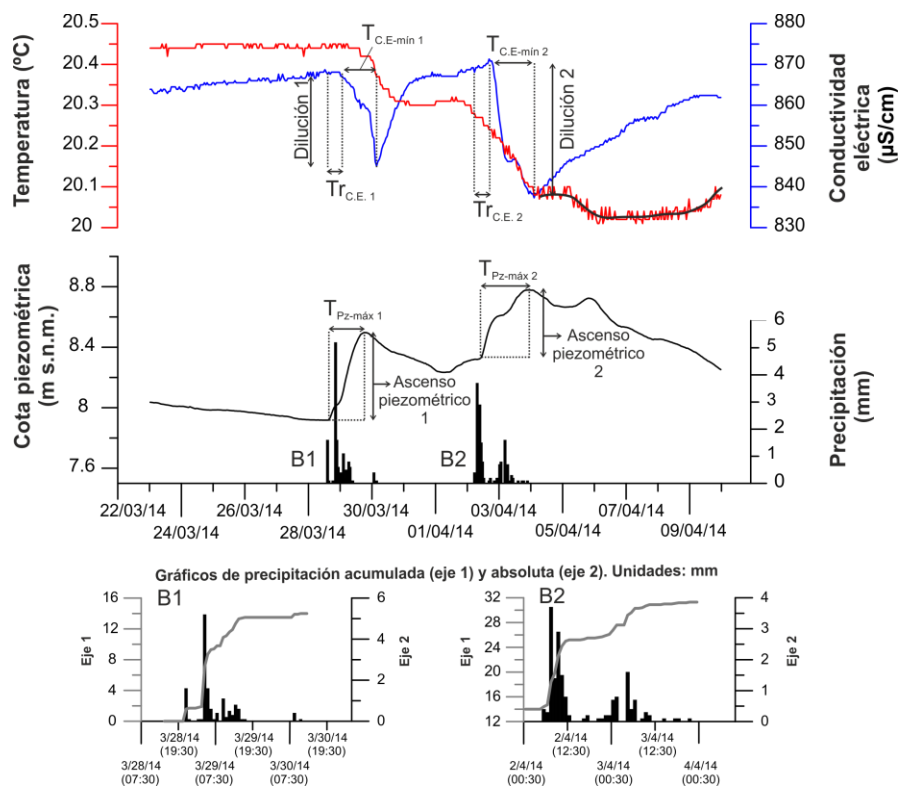 Temperatura (ºC)
20.5
20.4
20.3
20.2
20.1
20
T C.E-mín 1
T C.E-mín 2
Dilución 1
Dilución 2
Tr C.E. 1
Tr C.E. 2
880
870
860
850
840
830
Conductividad
eléctrica
(µS/cm)
Cota piezométrica
(m s.n.m.)
8.8
8.4
8
7.6
T Pz-máx 1
T Pz-máx 2
Ascenso
piezométrico
1
Ascenso
piezométrico
2
B1
B2
6
5
4
3
2
1
0
Precipitación
(mm)
22/03/14
24/03/14
26/03/14
28/03/14
30/03/14
01/04/14
03/04/14
05/04/14
07/04/14
09/04/14
Gráficos de precipitación acumulada (eje 1) y absoluta (eje 2). Unidades: mm
B1
Eje 1
16
12
8
4
0
6
4
2
0
Eje 2
3/28/14
(19:30)
3/29/14
(19:30)
3/30/14
(19:30)
3/28/14
(07:30)
3/29/14
(07:30)
3/30/14
(07:30)
B2
Eje 1
32
28
24
20
16
12
4
3
2
1
0
Eje 2
2/4/14
(12:30)
3/4/14
(12:30)
2/4/14
(00:30)
3/4/14
(00:30)
4/4/14
(00:30)